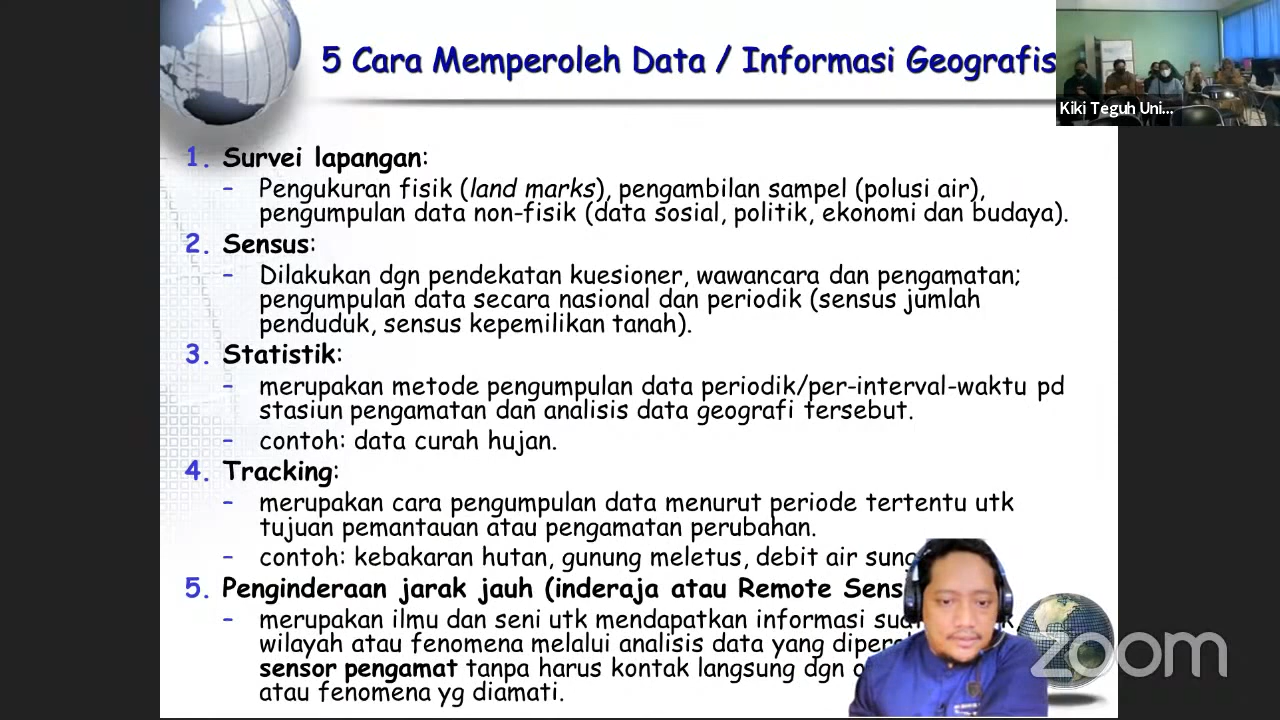 5 Cara Memperoleh Data / Informasi Geografis
Kiki Teguh Uni...
1. Survei lapangan:
– Pengukuran fisik (land marks), pengambilan sampel (polusi air),
pengumpulan data non-fisik (data sosial, politik, ekonomi dan budaya).
2. Sensus:
– Dilakukan dgn pendekatan kuesioner, wawancara dan pengamatan;
pengumpulan data secara nasional dan periodik (sensus jumlah
penduduk, sensus kepemilikan tanah).
3. Statistik:
– merupakan metode pengumpulan data periodik/per-interval-waktu pd
stasiun pengamatan dan analisis data geografi tersebut.
– contoh: data curah hujan.
4. Tracking:
– merupakan cara pengumpulan data menurut periode tertentu utk
tujuan pemantauan atau pengamatan perubahan.
– contoh: kebakaran hutan, gunung meletus, debit air
5. Penginderaan jarak jauh (inderaja atau Remote
– merupakan ilmu dan seni utk mendapatkan informasi
wilayah atau fenomena melalui analisis data yang
sensor pengamat tanpa harus kontak langsung dgn
atau fenomena yg diamati.
zoom